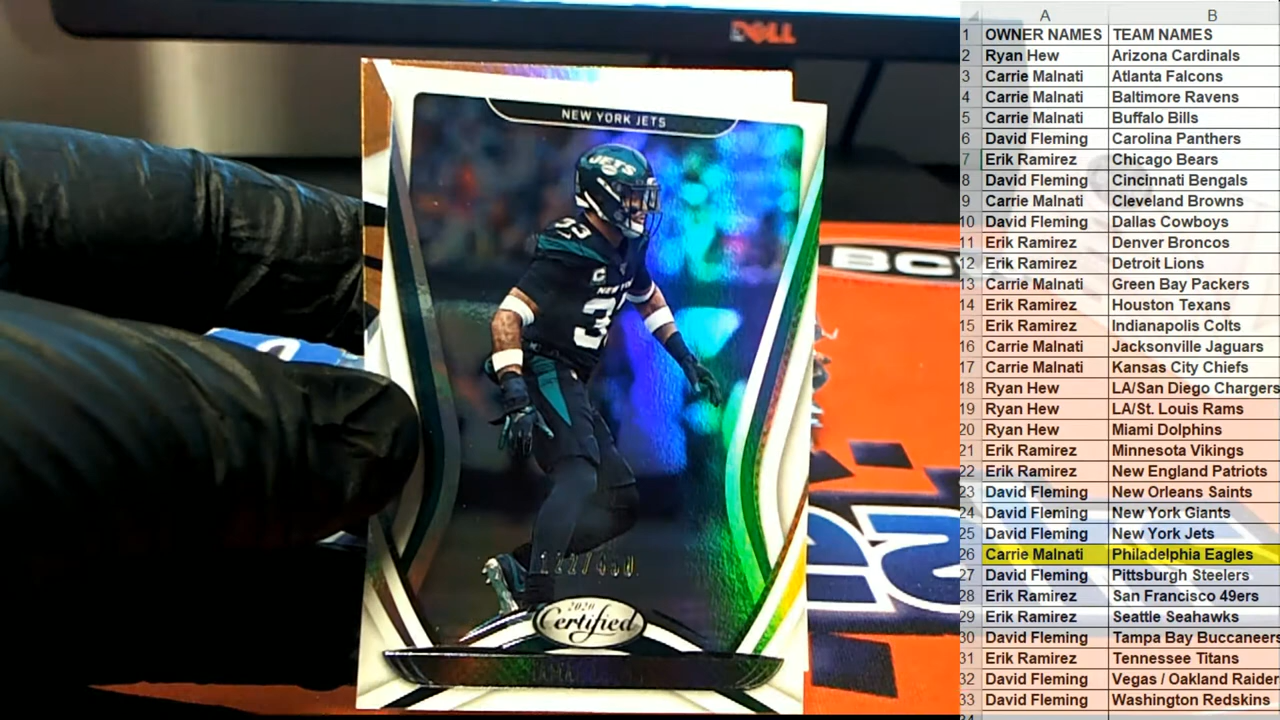 DELL
NEW YORK JETS
JETS
33
C
NEW YORK
33
122/450
2020
Certified
BC
A B
1 OWNER NAMES TEAM NAMES
2 Ryan Hew Arizona Cardinals
3 Carrie Malnati Atlanta Falcons
4 Carrie Malnati Baltimore Ravens
5 Carrie Malnati Buffalo Bills
6 David Fleming Carolina Panthers
7 Erik Ramirez Chicago Bears
8 David Fleming Cincinnati Bengals
9 Carrie Malnati Cleveland Browns
10 David Fleming Dallas Cowboys
11 Erik Ramirez Denver Broncos
12 Erik Ramirez Detroit Lions
13 Carrie Malnati Green Bay Packers
14 Erik Ramirez Houston Texans
15 Erik Ramirez Indianapolis Colts
16 Carrie Malnati Jacksonville Jaguars
17 Carrie Malnati Kansas City Chiefs
18 Ryan Hew LA/San Diego Chargers
19 Ryan Hew LA/St. Louis Rams
20 Ryan Hew Miami Dolphins
21 Erik Ramirez Minnesota Vikings
22 Erik Ramirez New England Patriots
23 David Fleming New Orleans Saints
24 David Fleming New York Giants
25 David Fleming New York Jets
26 Carrie Malnati Philadelphia Eagles
27 David Fleming Pittsburgh Steelers
28 Erik Ramirez San Francisco 49ers
29 Erik Ramirez Seattle Seahawks
30 David Fleming Tampa Bay Buccaneers
31 Erik Ramirez Tennessee Titans
32 David Fleming Vegas / Oakland Raider
33 David Fleming Washington Redskins